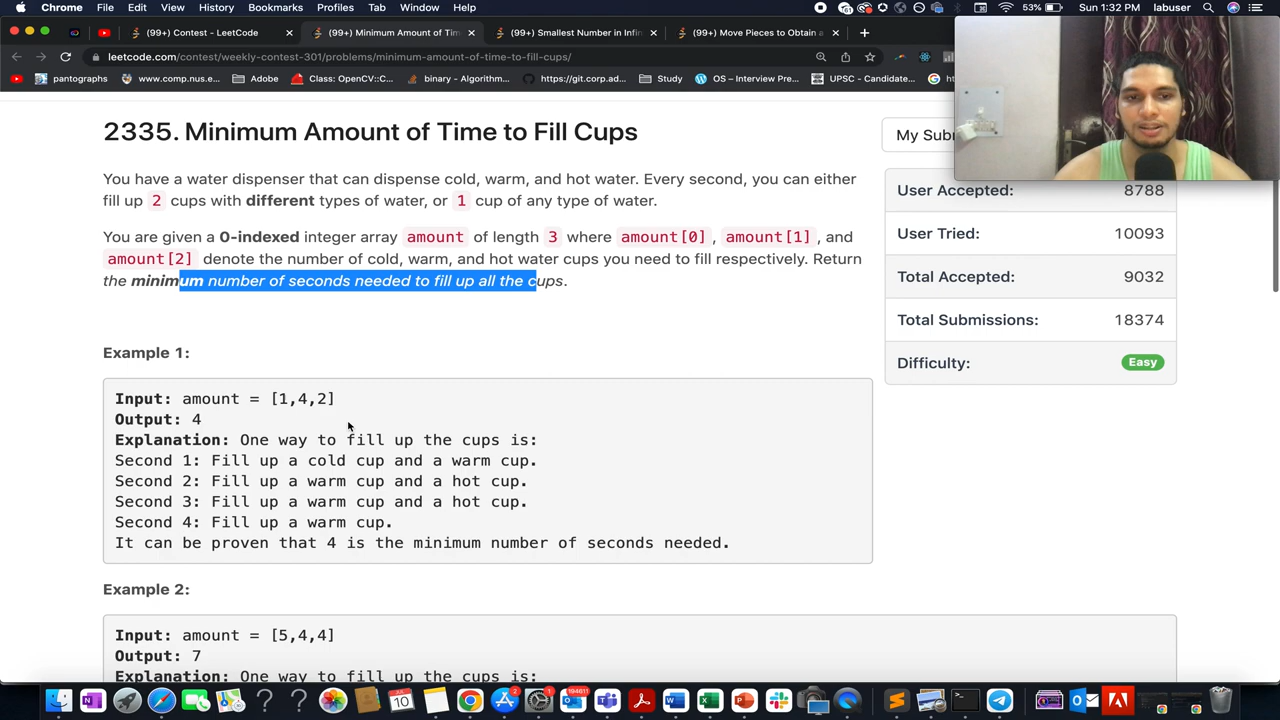 Chrome File Edit View History Bookmarks Profiles Tab Window Help 53% Sun 1:32 PM labuser
(99+) Contest - LeetCode (99+) Minimum Amount of Tim (99+) Smallest Number in Infin (99+) Move Pieces to Obtain a
leetcode.com/contest/weekly-contest-301/problems/minimum-amount-of-time-to-fill-cups/
pantographs www.comp.nus.e... Adobe Class: OpenCV::C... binary - Algorithm... https://git.corp.ad... Study OS – Interview Pre... UPSC - Candidate...
2335. Minimum Amount of Time to Fill Cups
My Sub
You have a water dispenser that can dispense cold, warm, and hot water. Every second, you can either
fill up 2 cups with different types of water, or 1 cup of any type of water.
You are given a 0-indexed integer array amount of length 3 where amount[0], amount[1], and
amount[2] denote the number of cold, warm, and hot water cups you need to fill respectively. Return
the minimum number of seconds needed to fill up all the cups.
User Accepted: 8788
User Tried: 10093
Total Accepted: 9032
Total Submissions: 18374
Difficulty: Easy
Example 1:
Input: amount = [1,4,2]
Output: 4
Explanation: One way to fill up the cups is:
Second 1: Fill up a cold cup and a warm cup.
Second 2: Fill up a warm cup and a hot cup.
Second 3: Fill up a warm cup and a hot cup.
Second 4: Fill up a warm cup.
It can be proven that 4 is the minimum number of seconds needed.
Example 2:
Input: amount = [5,4,4]
Output: 7
Explanation: One way to fill up the cups is: